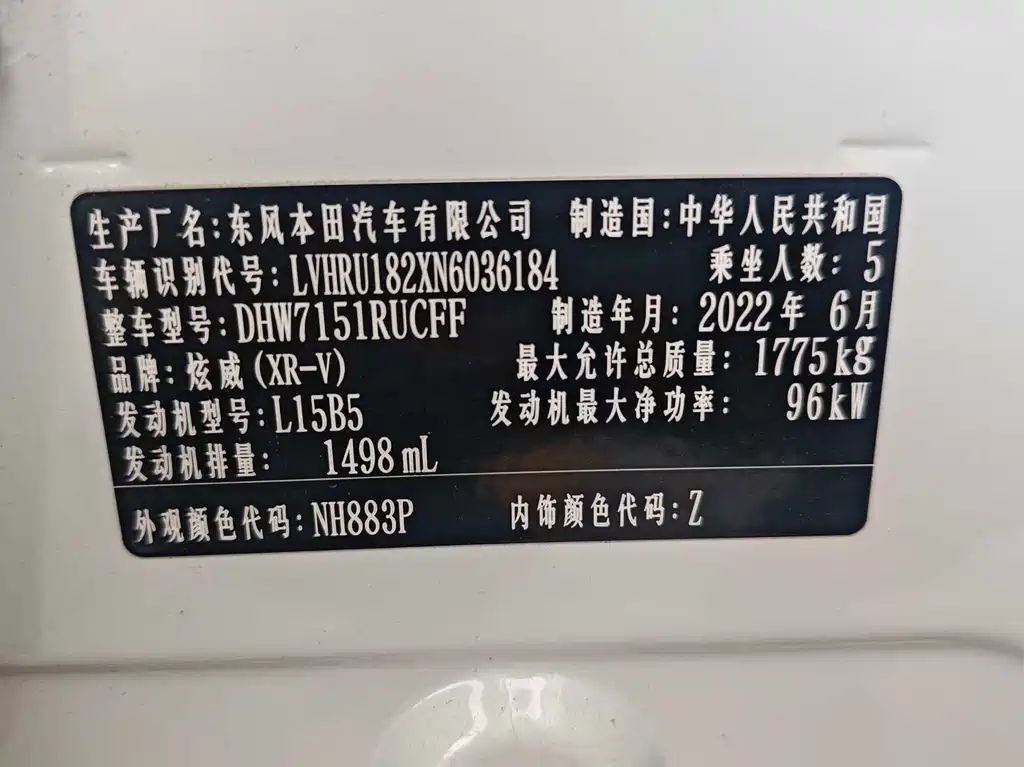 生产厂名:东风本田汽车有限公司 制造国:中华人民共和国
车辆识别代号:LVHRU182XN6036184 乘坐人数:5
整车型号:DHW7151RUCFF 制造年月:2022年 6月
品牌:炫威(XR-V) 最大允许总质量:1775kg
发动机型号:L15B5 发动机最大净功率: 96kW
发动机排量: 1498mL
外观颜色代码:NH883P 内饰颜色代码:Z